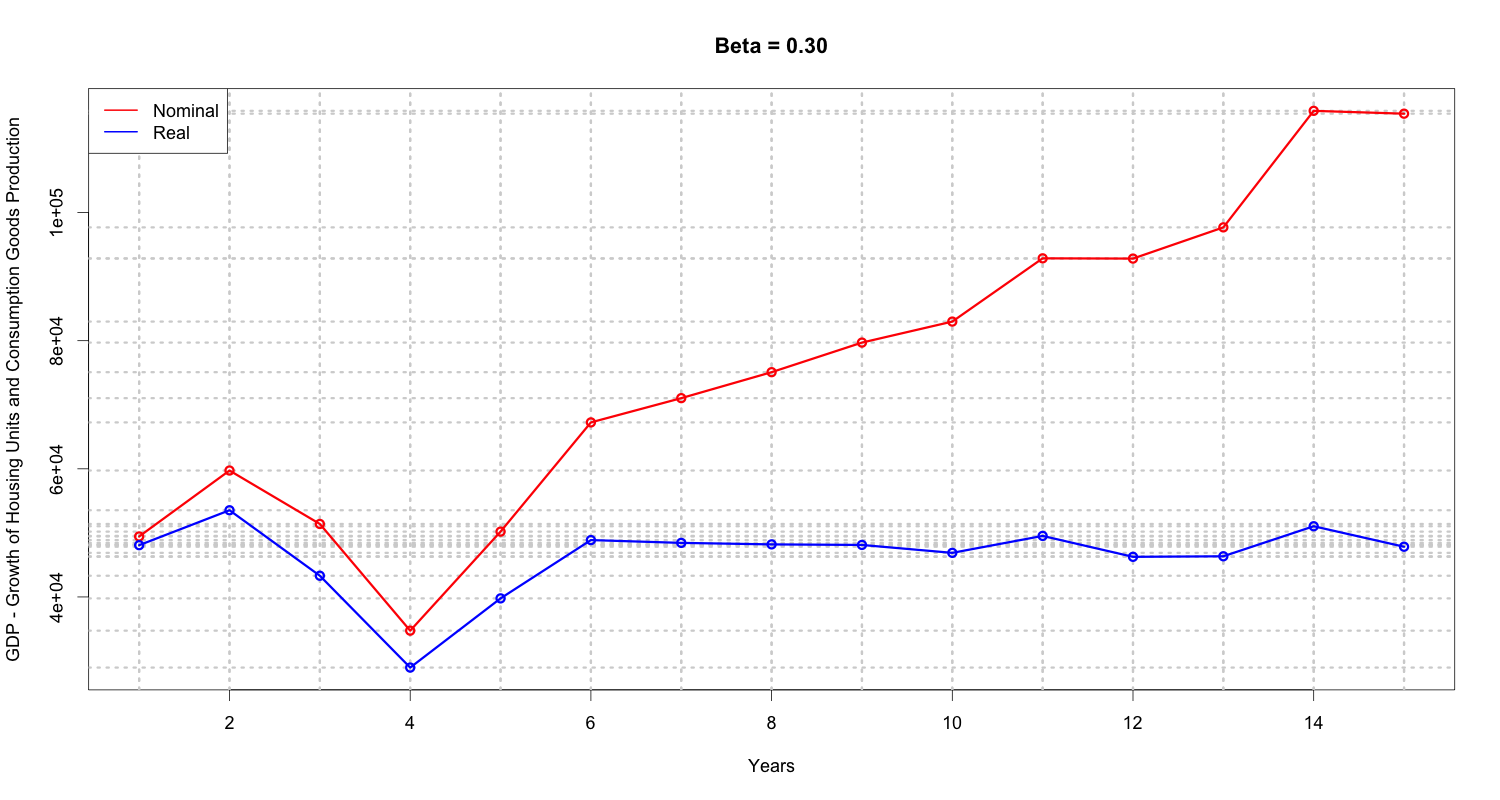 Beta = 0.30
Nominal
Real
GDP - Growth of Housing Units and Consumption Goods Production
1e+05
8e+04
6e+04
4e+04
2 4 6 8 10 12 14
Years